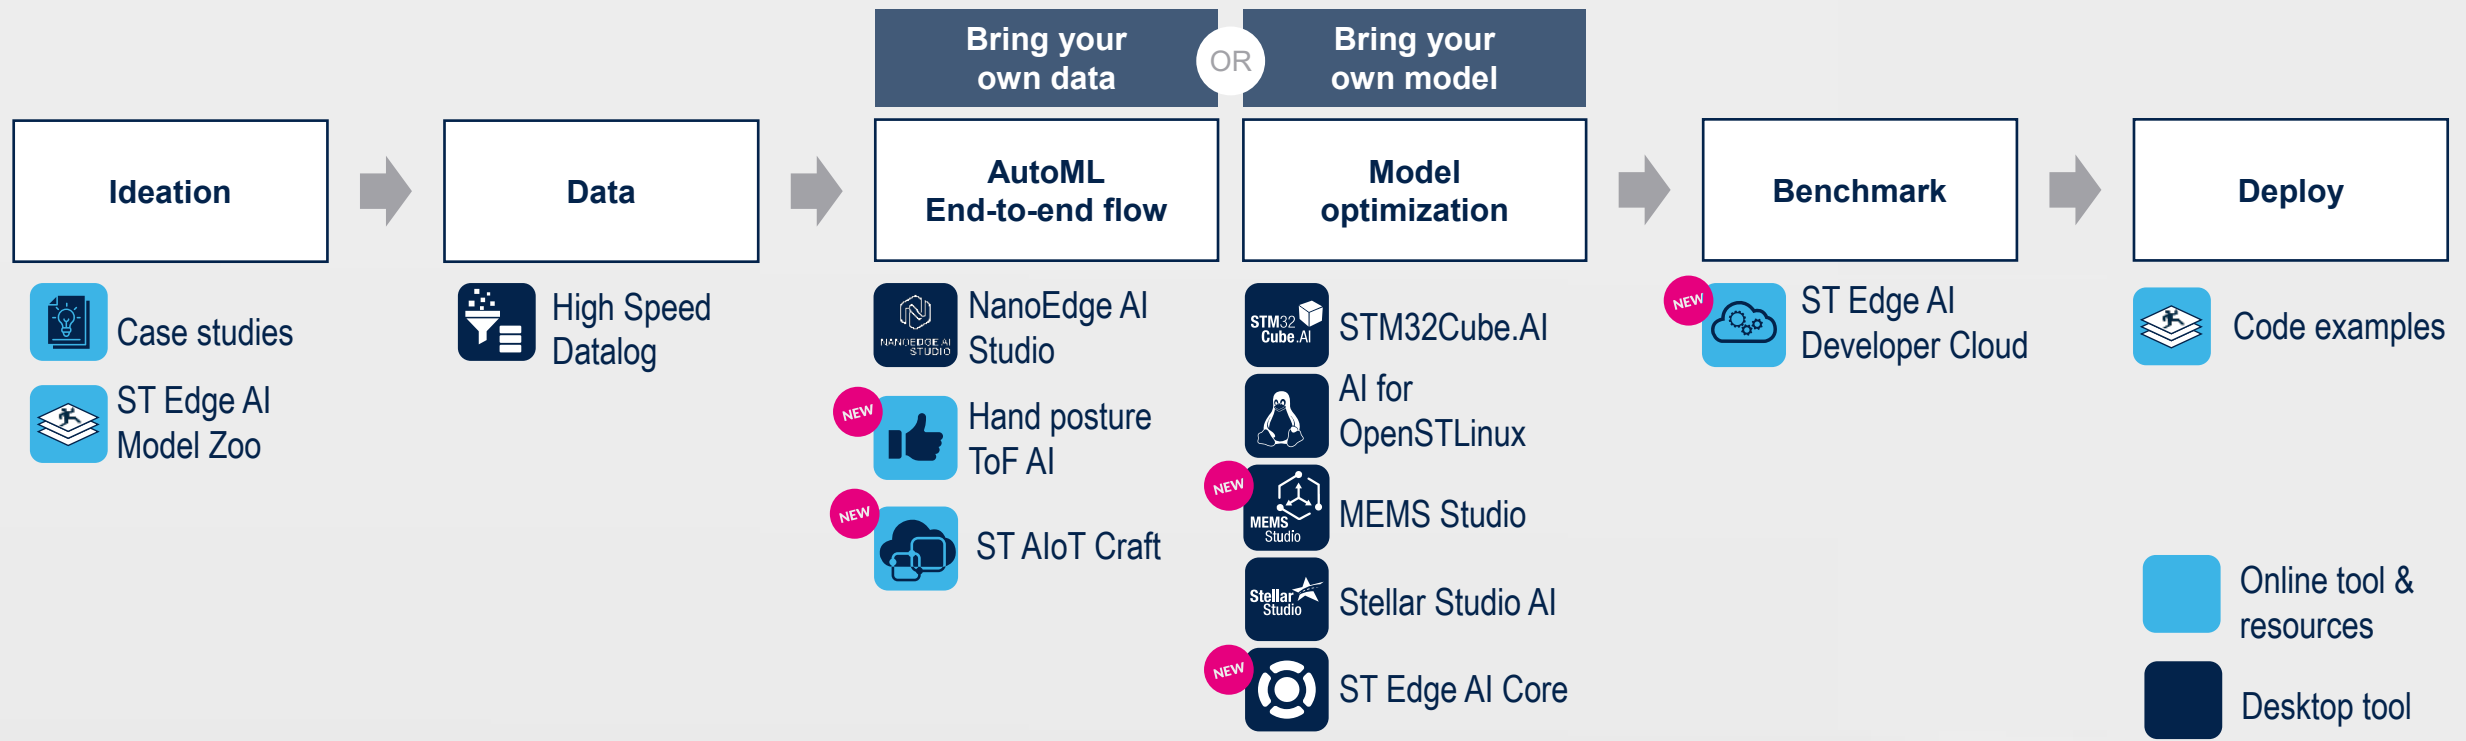 Bring your
own data
OR
Bring your
own model
Ideation
Data
AutoML
End-to-end flow
Model
optimization
Benchmark
Deploy
Case studies
ST Edge AI
Model Zoo
High Speed
Datalog
NANOEDGE AI
STUDIO
NanoEdge AI
Studio
NEW
Hand posture
ToF AI
NEW
ST AIoT Craft
STM32
Cube.AI
STM32Cube.AI
AI for
OpenSTLinux
NEW
MEMS
Studio
MEMS Studio
Stellar
Studio
Stellar Studio AI
NEW
ST Edge AI Core
NEW
ST Edge AI
Developer Cloud
Code examples
Online tool &
resources
Desktop tool